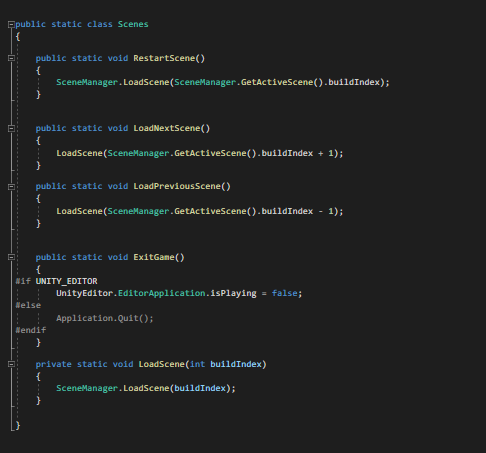 public static class Scenes
{
public static void RestartScene()
{
SceneManager.LoadScene(SceneManager.GetActiveScene().buildIndex);
}
public static void LoadNextScene()
{
LoadScene(SceneManager.GetActiveScene().buildIndex + 1);
}
public static void LoadPreviousScene()
{
LoadScene(SceneManager.GetActiveScene().buildIndex - 1);
}
public static void ExitGame()
{
#if UNITY_EDITOR
UnityEditor.EditorApplication.isPlaying = false;
#else
Application.Quit();
#endif
}
private static void LoadScene(int buildIndex)
{
SceneManager.LoadScene(buildIndex);
}
}